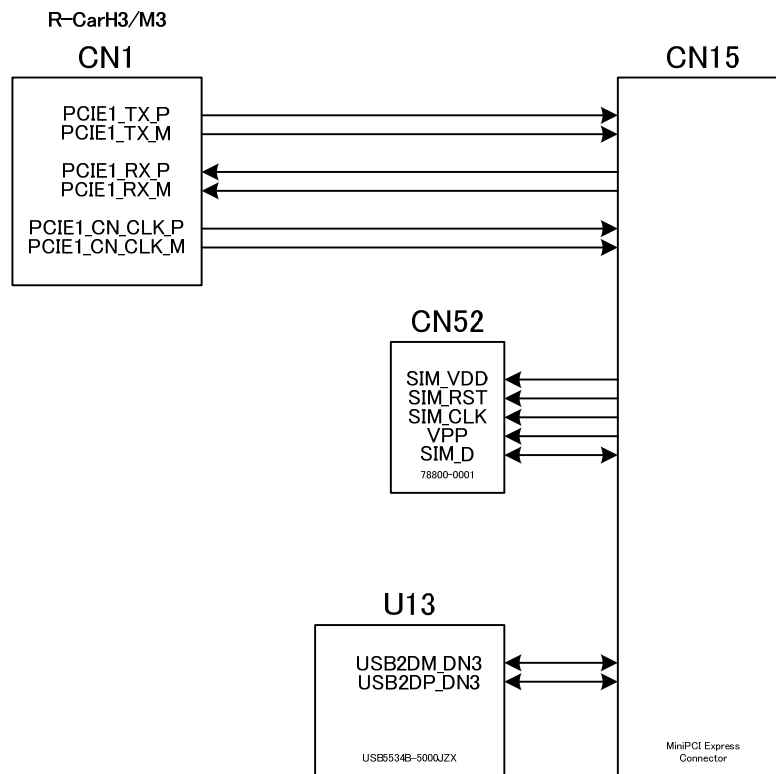 R-CarH3/M3
CN1
CN15
PCIE1_TX_P
PCIE1_TX_M
PCIE1_RX_P
PCIE1_RX_M
PCIE1_CN_CLK_P
PCIE1_CN_CLK_M
CN52
SIM_VDD
SIM_RST
SIM_CLK
VPP
SIM_D
78800-0001
U13
USB2DM_DN3
USB2DP_DN3
USB5534B-5000JZX
MiniPCI Express
Connector